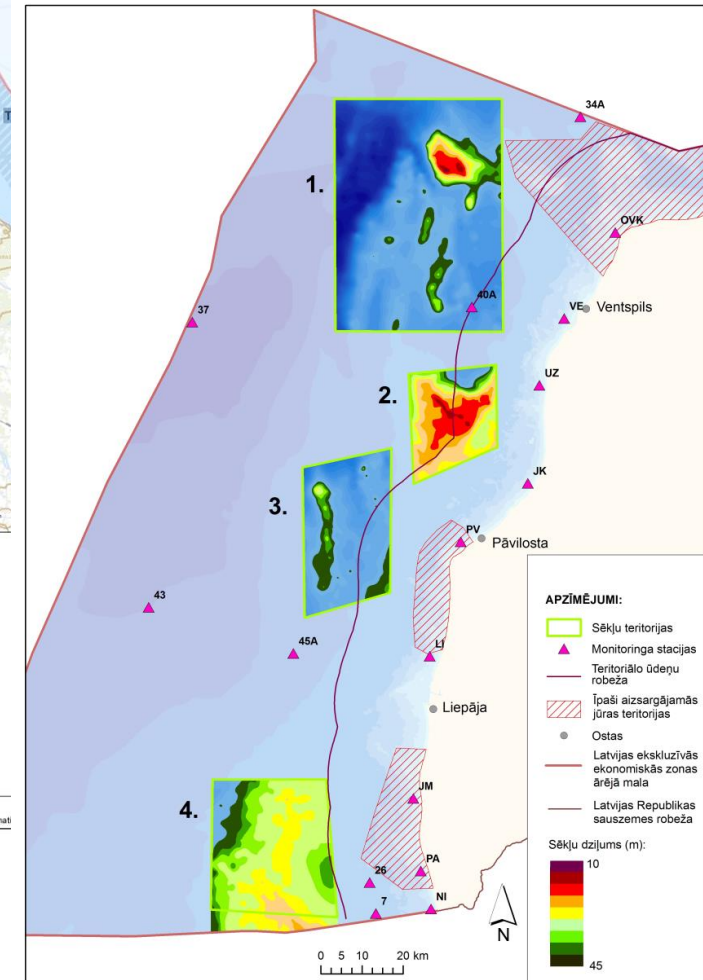 T
34A
1.
OVK
40A
VE
Ventspils
37
UZ
2.
JK
3.
PV
Pāvilosta
43
45A
LI
Liepāja
4.
JM
PA
26
7
NI
N
0 5 10 20 km
mati
APZĪMĒJUMI:
Sēkļu teritorijas
Monitoringa stacijas
Teritoriālo ūdeņu
robeža
Īpaši aizsargājamās
jūras teritorijas
Ostas
Latvijas ekskluzīvās
ekonomiskās zonas
ārējā mala
Latvijas Republikas
sauszemes robeža
Sēkļu dziļums (m):
10
45